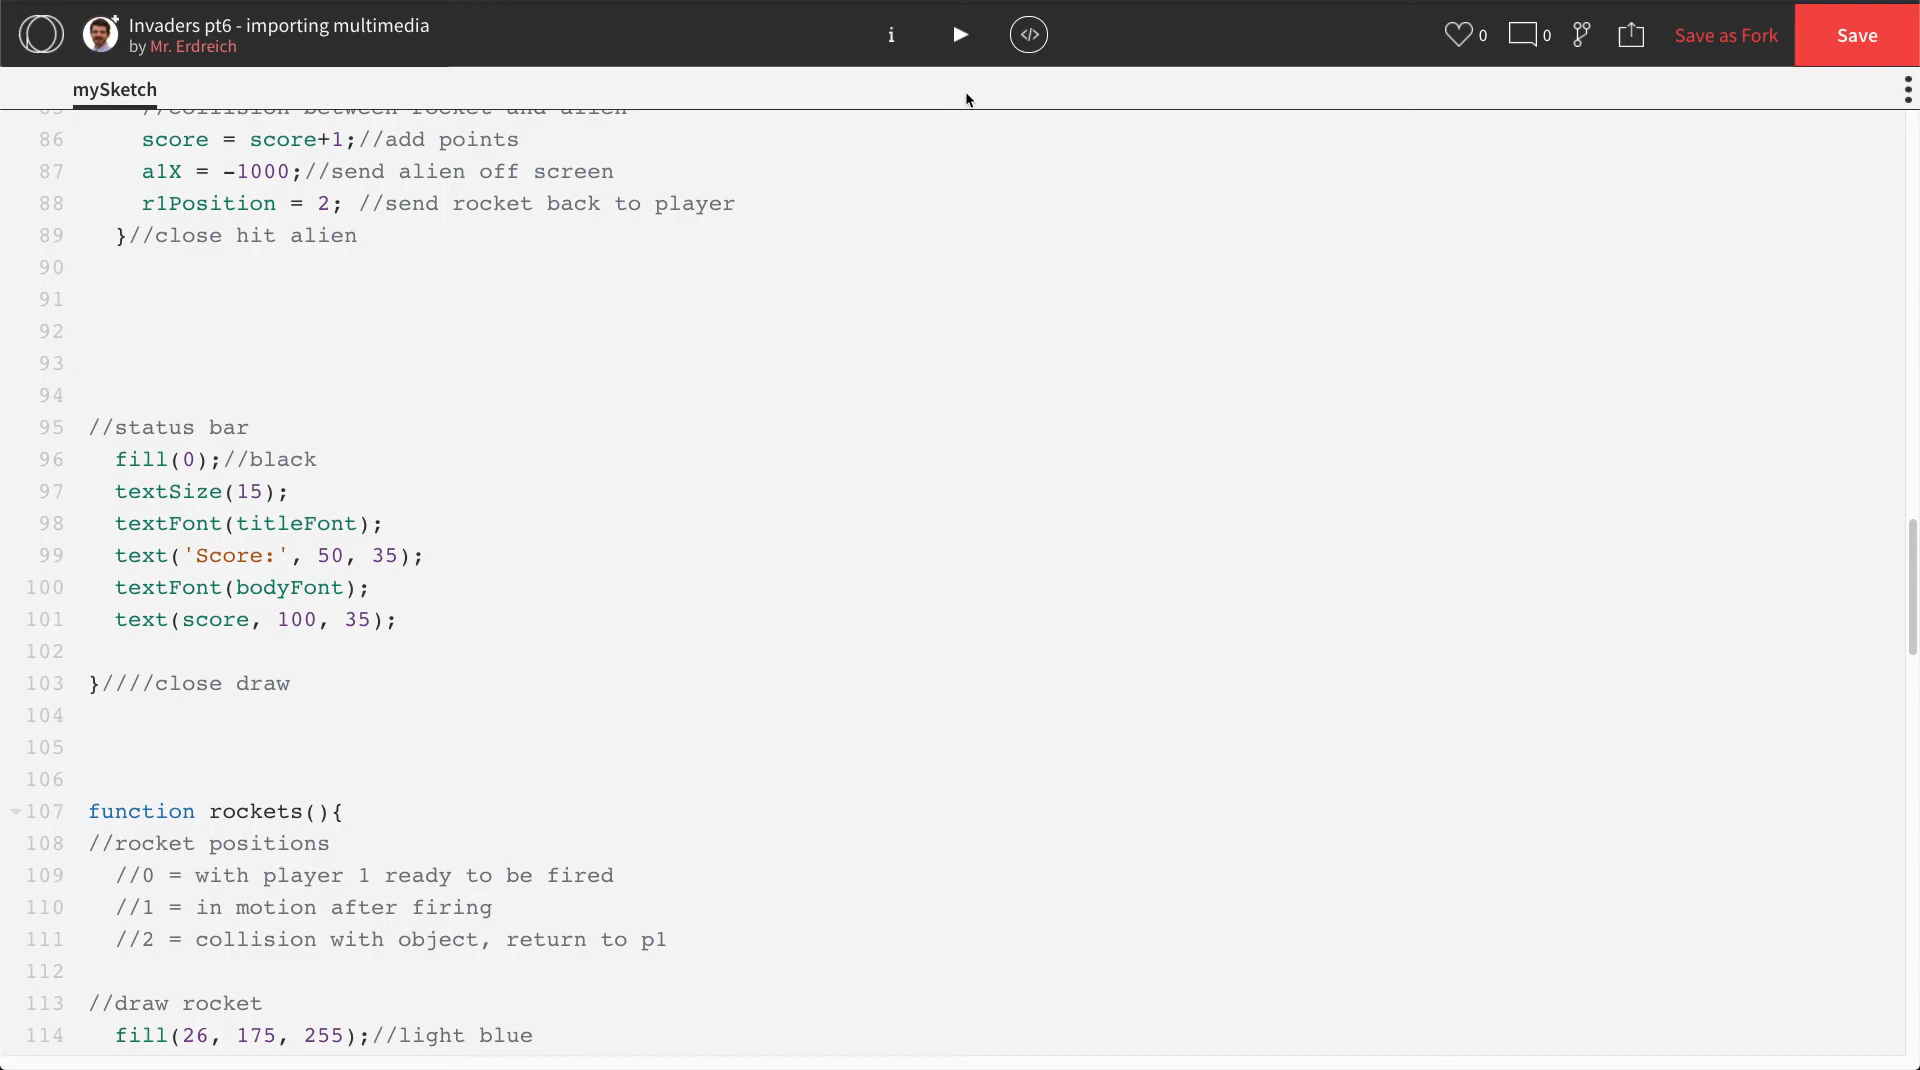 Invaders pt6 - importing multimedia
by Mr. Erdreich
i
</>
0
0
Save as Fork
Save
mySketch
//collision between rocket and alien
86 score = score+1;//add points
87 a1X = -1000;//send alien off screen
88 r1Position = 2; //send rocket back to player
89 }//close hit alien
90
91
92
93
94
95 //status bar
96 fill(0);//black
97 textSize(15);
98 textFont(titleFont);
99 text('Score:', 50, 35);
100 textFont(bodyFont);
101 text(score, 100, 35);
102
103 }////close draw
104
105
106
107 function rockets(){
108 //rocket positions
109 //0 = with player 1 ready to be fired
110 //1 = in motion after firing
111 //2 = collision with object, return to p1
112
113 //draw rocket
114 fill(26, 175, 255);//light blue